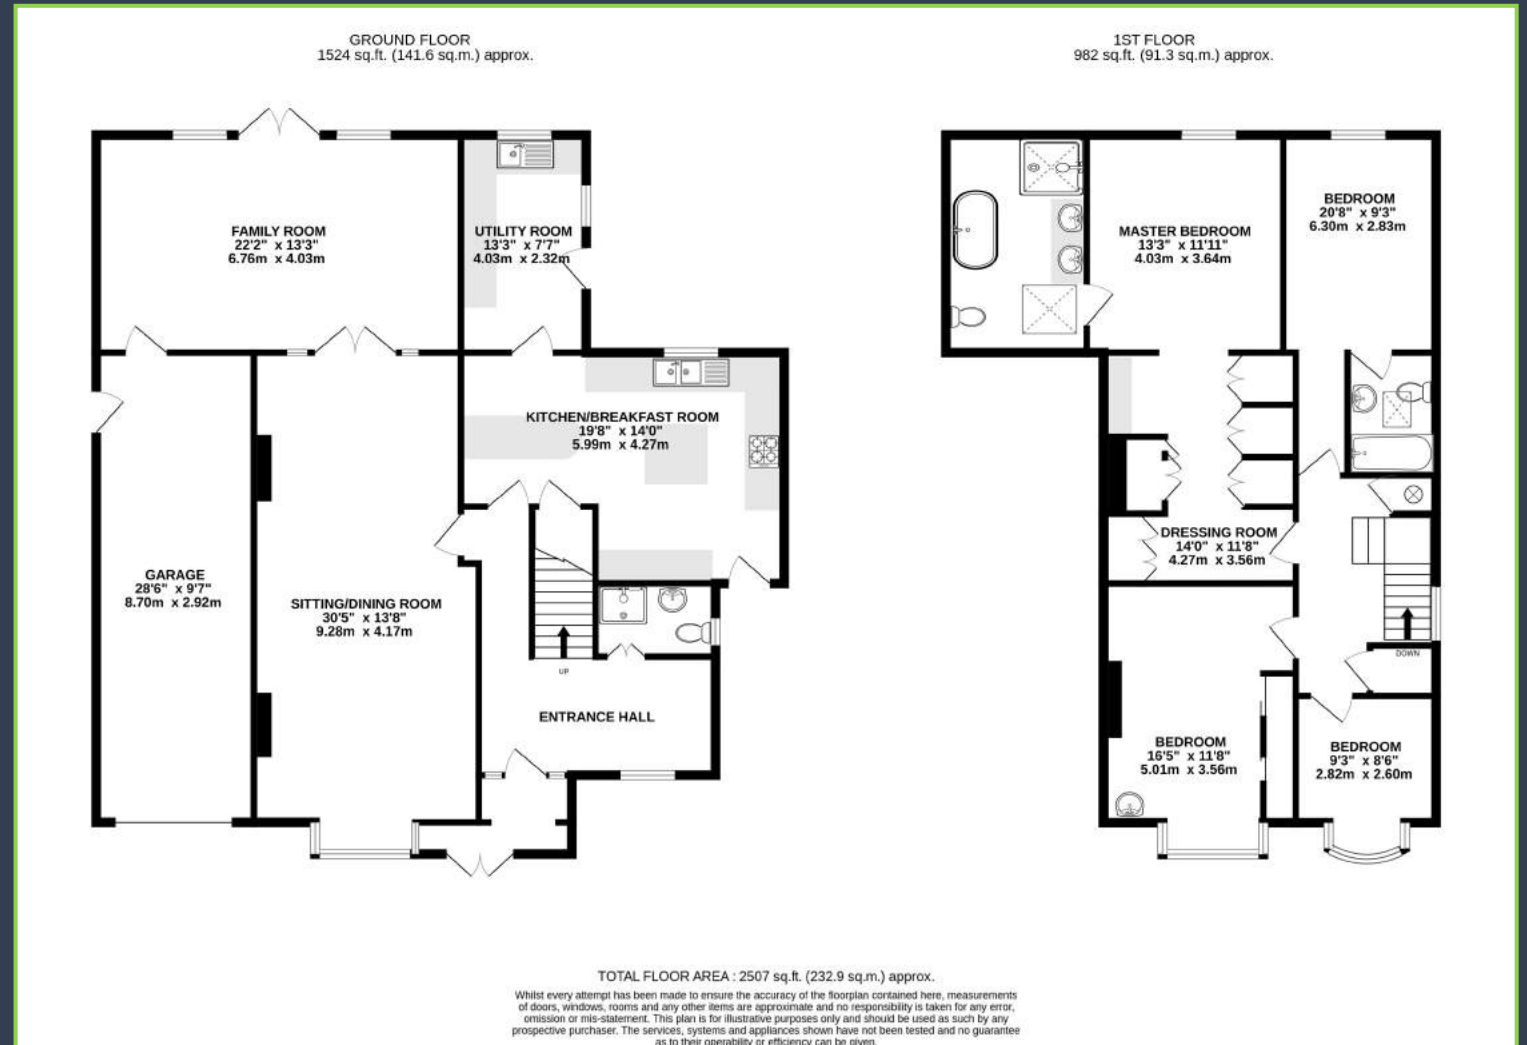 GROUND FLOOR
1524 sq.ft. (141.6 sq.m.) approx.
FAMILY ROOM
22'2" x 13'3"
6.76m x 4.03m
UTILITY ROOM
13'3" x 7'7"
4.03m x 2.32m
KITCHEN/BREAKFAST ROOM
19'8" x 14'0"
5.99m x 4.27m
GARAGE
28'6" x 9'7"
8.70m x 2.92m
SITTING/DINING ROOM
30'5" x 13'8"
9.28m x 4.17m
UP
ENTRANCE HALL
1ST FLOOR
982 sq.ft. (91.3 sq.m.) approx.
MASTER BEDROOM
13'3" x 11'11"
4.03m x 3.64m
BEDROOM
20'8" x 9'3"
6.30m x 2.83m
DRESSING ROOM
14'0" x 11'8"
4.27m x 3.56m
DOWN
BEDROOM
16'5" x 11'8"
5.01m x 3.56m
BEDROOM
9'3" x 8'6"
2.82m x 2.60m
TOTAL FLOOR AREA : 2507 sq.ft. (232.9 sq.m.) approx.
Whilst every attempt has been made to ensure the accuracy of the floorplan contained here, measurements
of doors, windows, rooms and any other items are approximate and no responsibility is taken for any error,
omission or mis-statement. This plan is for illustrative purposes only and should be used as such by any
prospective purchaser. The services, systems and appliances shown have not been tested and no guarantee
as to their operability or efficiency can be given.